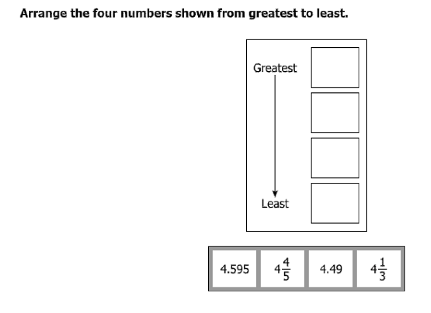 Arrange the four numbers shown from greatest to least.
Greatest
Least
4.595 4 4/5 4.49 4 1/3